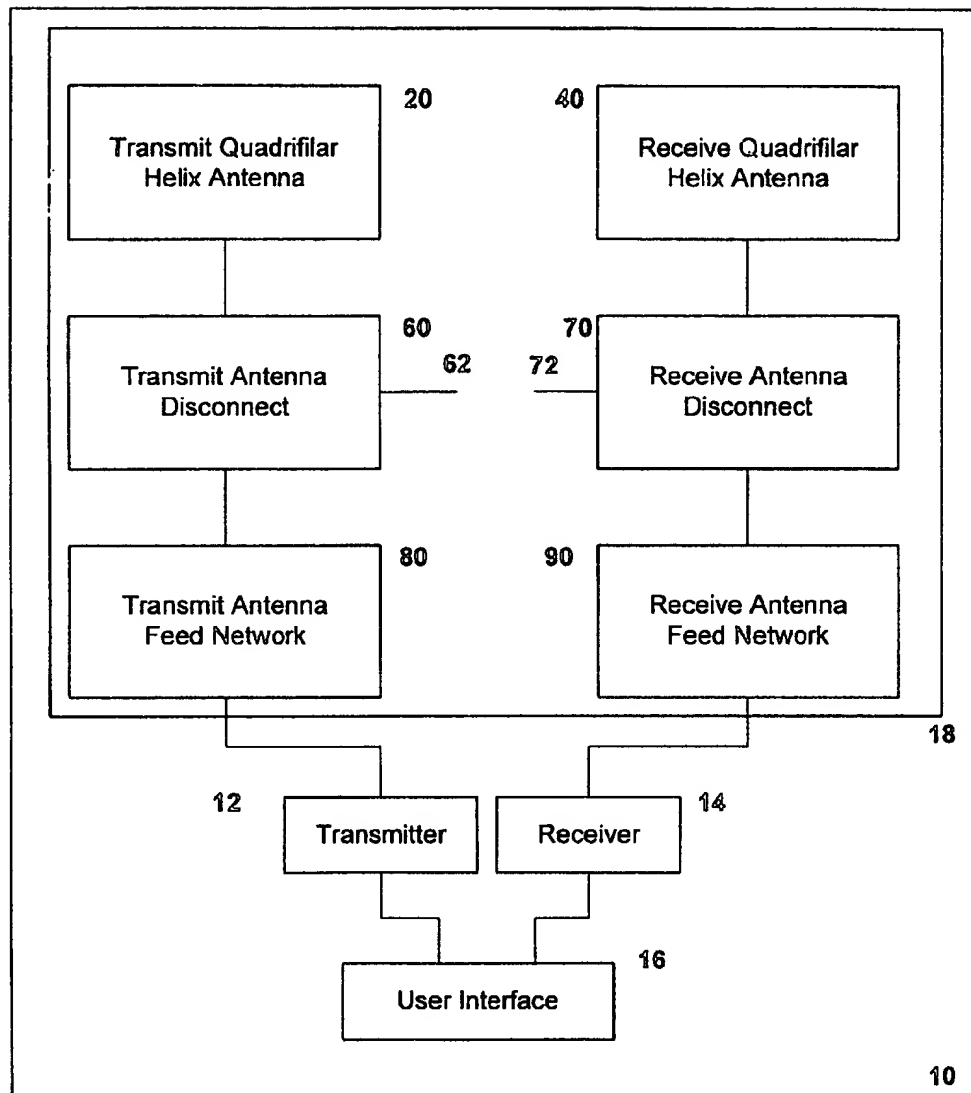 20
40
Transmit Quadrifilar
Helix Antenna
Receive Quadrifilar
Helix Antenna
60
70
62
72
Transmit Antenna
Disconnect
Receive Antenna
Disconnect
80
90
Transmit Antenna
Feed Network
Receive Antenna
Feed Network
18
12
14
Transmitter
Receiver
16
User Interface
10